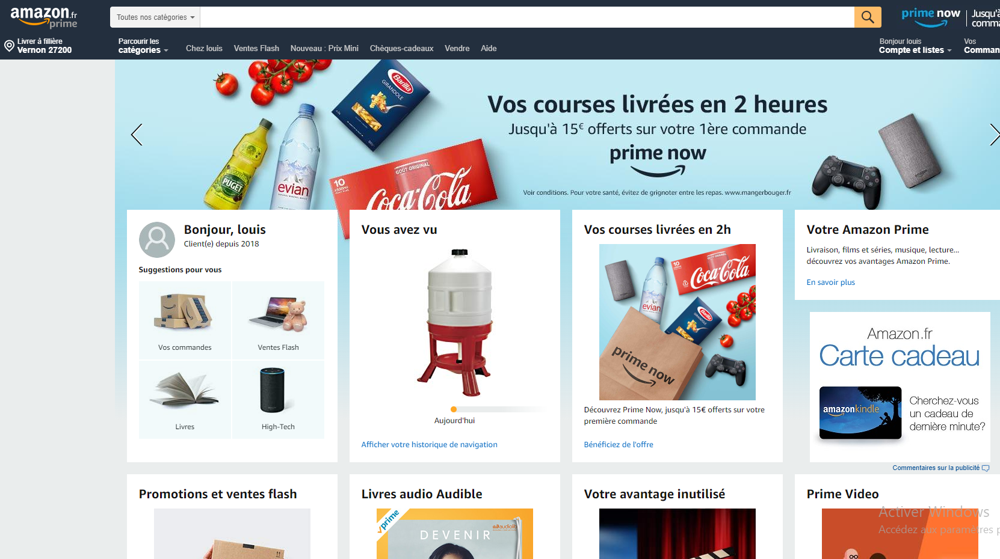 amazon.fr
prime
Toutes nos catégories
prime now
Jusqu'à
comma
Livrer à fillière
Vernon 27200
Parcourir les
catégories
Chez louis
Ventes Flash
Nouveau : Prix Mini
Chèques-cadeaux
Vendre
Aide
Bonjour louis
Compte et listes
Vos
Comman
Barilla
GIRANDOLE
PUGET
evian
10
GOÛT ORIGINAL
Coca-Cola
Vos courses livrées en 2 heures
Jusqu'à 15€ offerts sur votre 1ère commande
prime now
Voir conditions. Pour votre santé, évitez de grignoter entre les repas. www.mangerbouger.fr
amazon
Bonjour, louis
Client(e) depuis 2018
Suggestions pour vous
Vos commandes
Ventes Flash
Livres
High-Tech
Vous avez vu
Aujourd'hui
Afficher votre historique de navigation
Vos courses livrées en 2h
10
Coca-Cola
evian
Barilla
GIRANDOLE
prime now
Découvrez Prime Now, jusqu'à 15€ offerts sur votre
première commande
Bénéficiez de l'offre
Votre Amazon Prime
Livraison, films et séries, musique, lecture...
découvrez vos avantages Amazon Prime.
En savoir plus
Amazon.fr
Carte cadeau
amazonkindle
Cherchez-vous
un cadeau de
dernière minute?
Commentaires sur la publicité
Promotions et ventes flash
Livres audio Audible
prime
audiolib
DEVENIR
Votre avantage inutilisé
Prime Video
Activer Windows
Accédez aux paramètres p